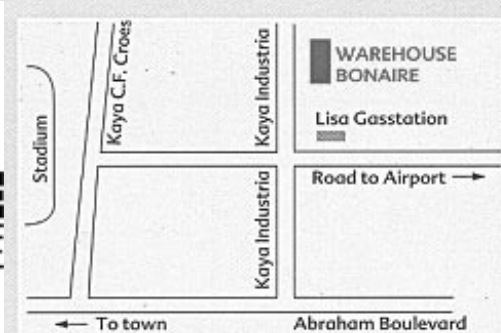 Stadium
Kaya C.F. Croes
Kaya Industria
WAREHOUSE
BONAIRE
Lisa Gasstation
Kaya Industria
Road to Airport
To town
Abraham Boulevard